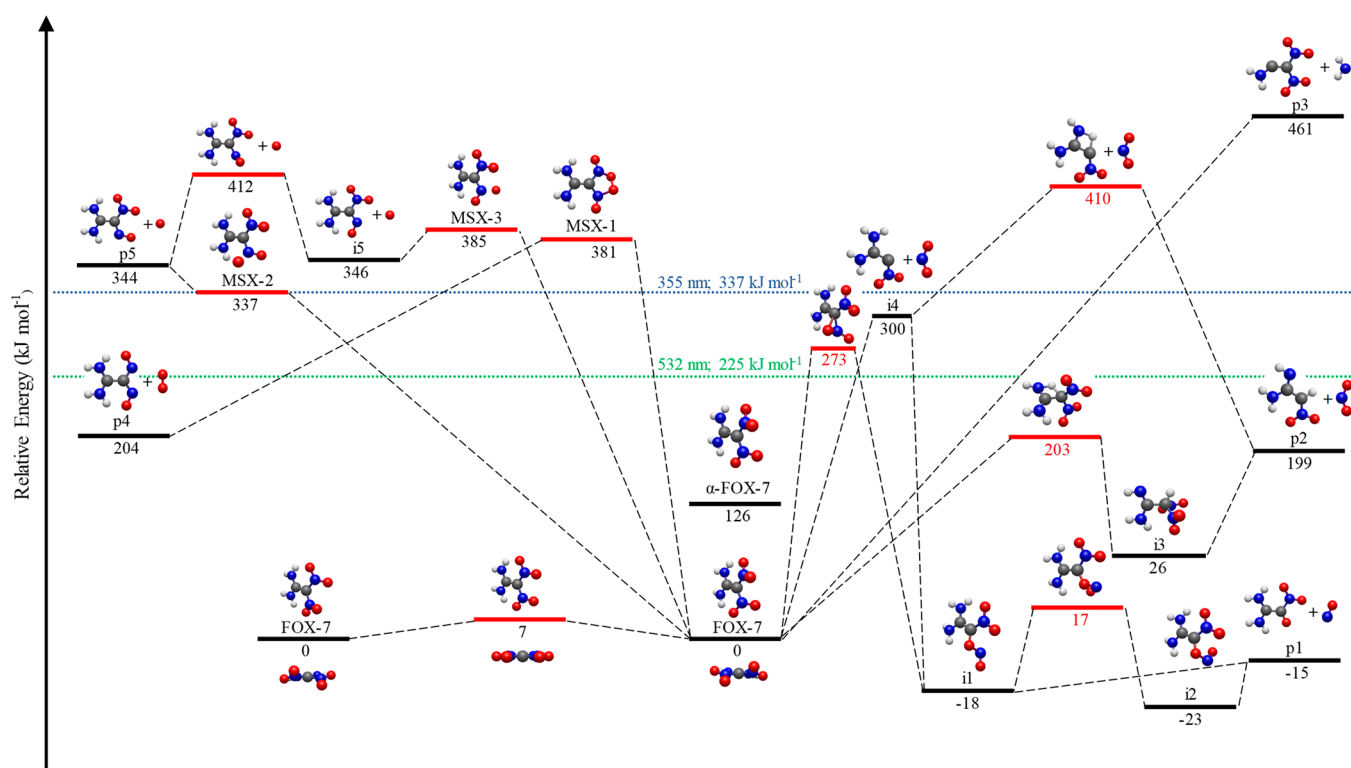 Relative Energy (kJ mol-1)
p3
461
+
412
+
410
+
p5
344
+
MSX-2
337
i5
346
+
MSX-3
385
MSX-1
381
355 nm; 337 kJ mol-1
i4
300
+
273
532 nm; 225 kJ mol-1
p4
204
+
α-FOX-7
126
203
p2
199
+
i3
26
FOX-7
0
7
FOX-7
0
i1
-18
17
i2
-23
p1
-15
+